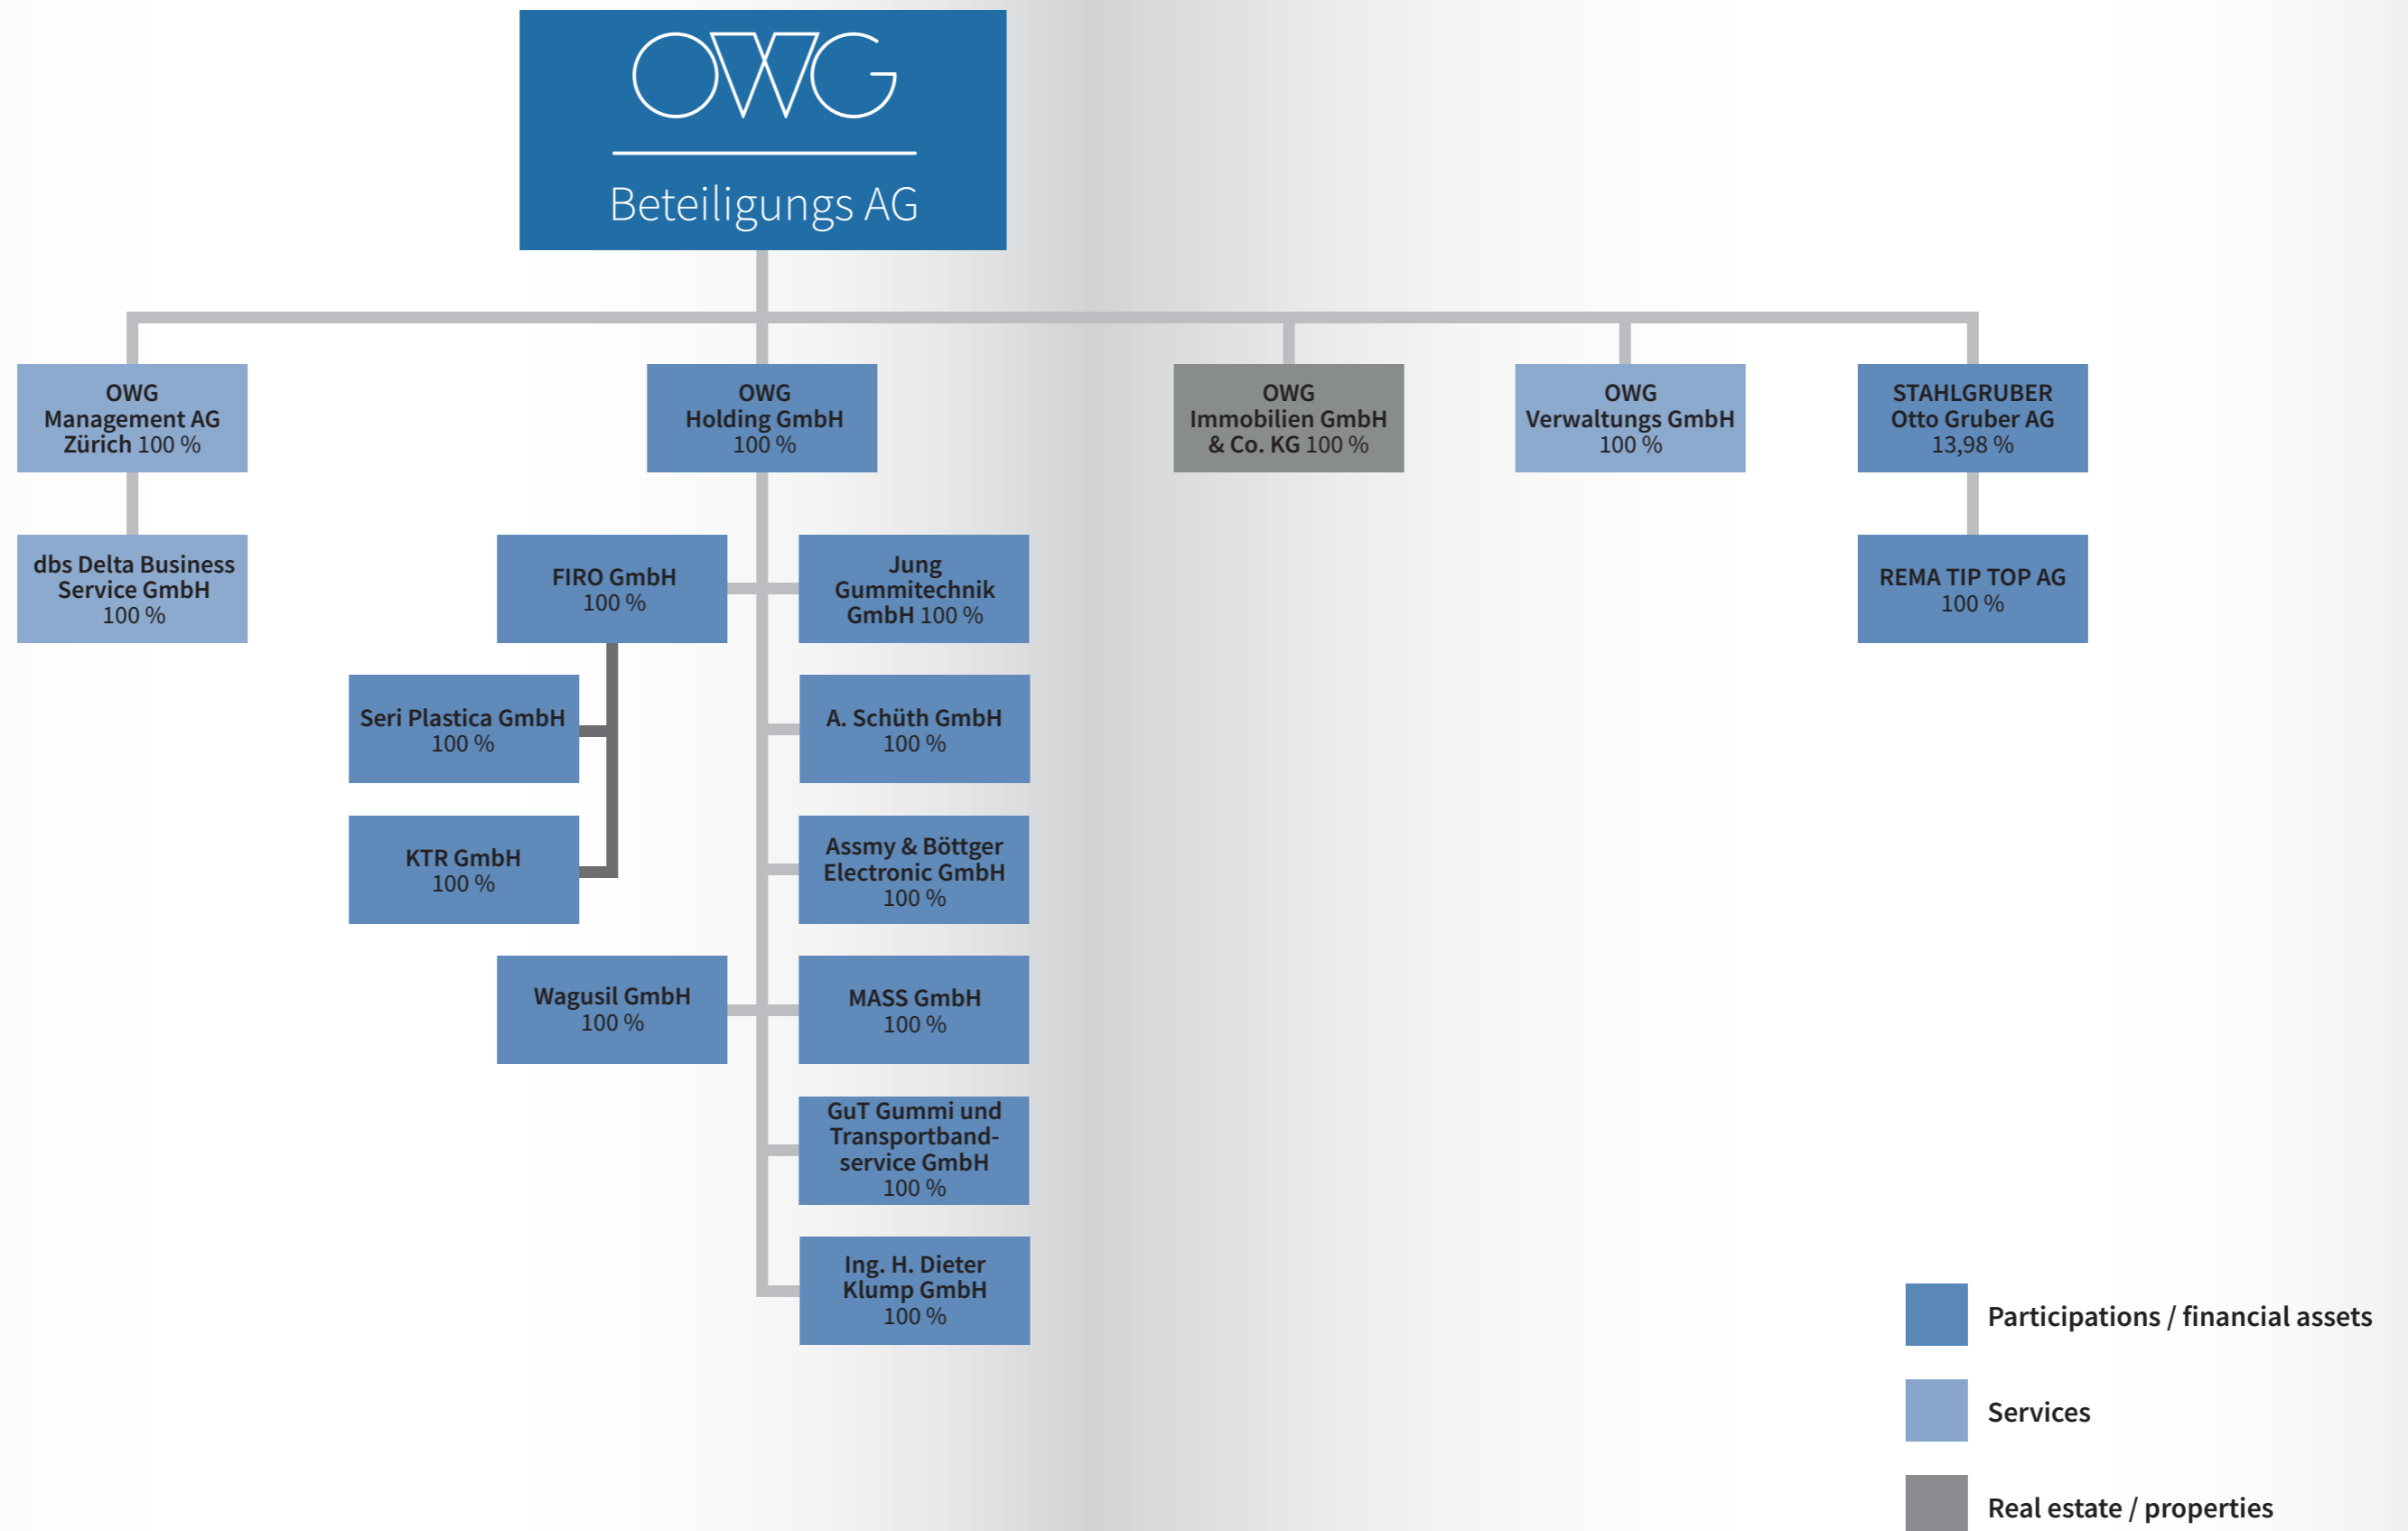 OWG
Beteiligungs AG
OWG
Management AG
Zürich 100 %
OWG
Holding GmbH
100 %
OWG
Immobilien GmbH
& Co. KG 100 %
OWG
Verwaltungs GmbH
100 %
STAHLGRUBER
Otto Gruber AG
13,98 %
dbs Delta Business
Service GmbH
100 %
FIRO GmbH
100 %
Jung
Gummitechnik
GmbH 100 %
REMA TIP TOP AG
100 %
Seri Plastica GmbH
100 %
A. Schüth GmbH
100 %
KTR GmbH
100 %
Assmy & Böttger
Electronic GmbH
100 %
Wagusil GmbH
100 %
MASS GmbH
100 %
GuT Gummi und
Transportband-
service GmbH
100 %
Ing. H. Dieter
Klump GmbH
100 %
Participations / financial assets
Services
Real estate / properties